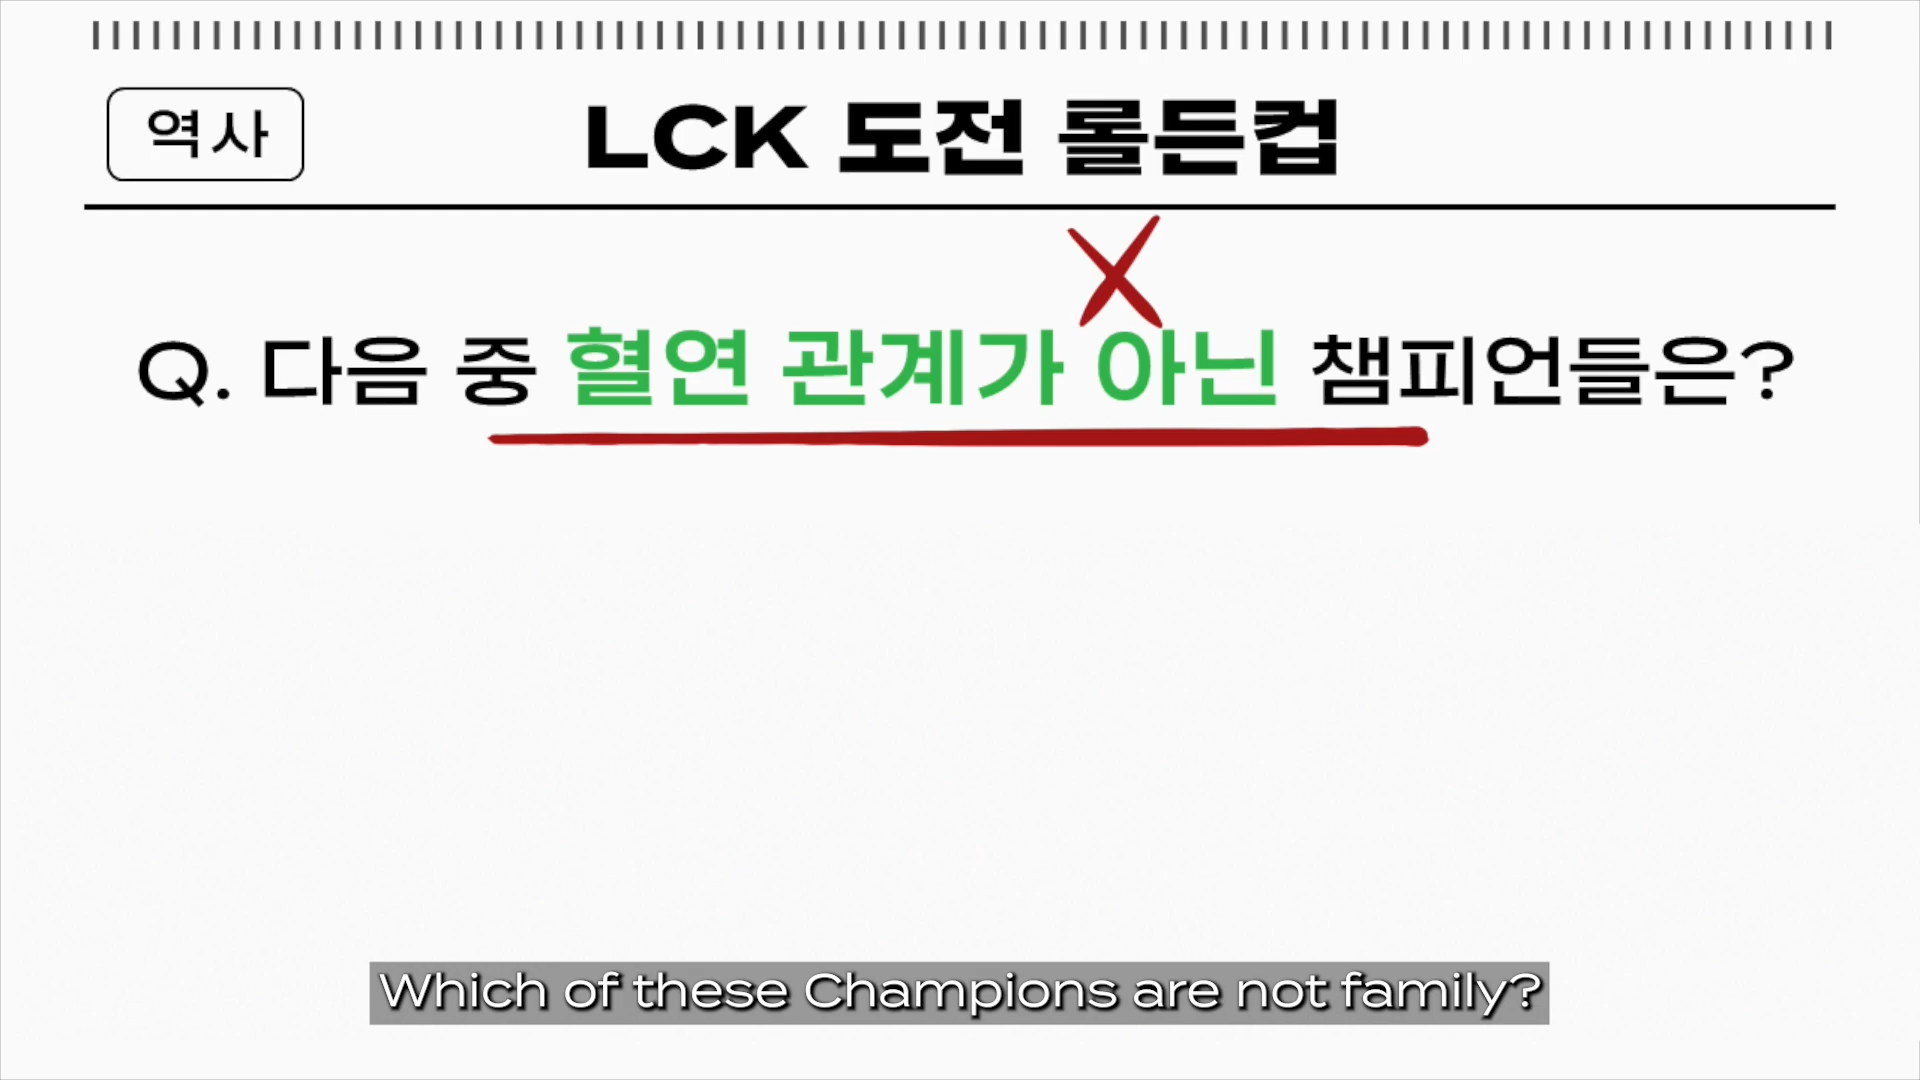 역사
LCK 도전 롤든컵
Q. 다음 중 혈연 관계가 아닌 챔피언들은?
Which of these Champions are not family?